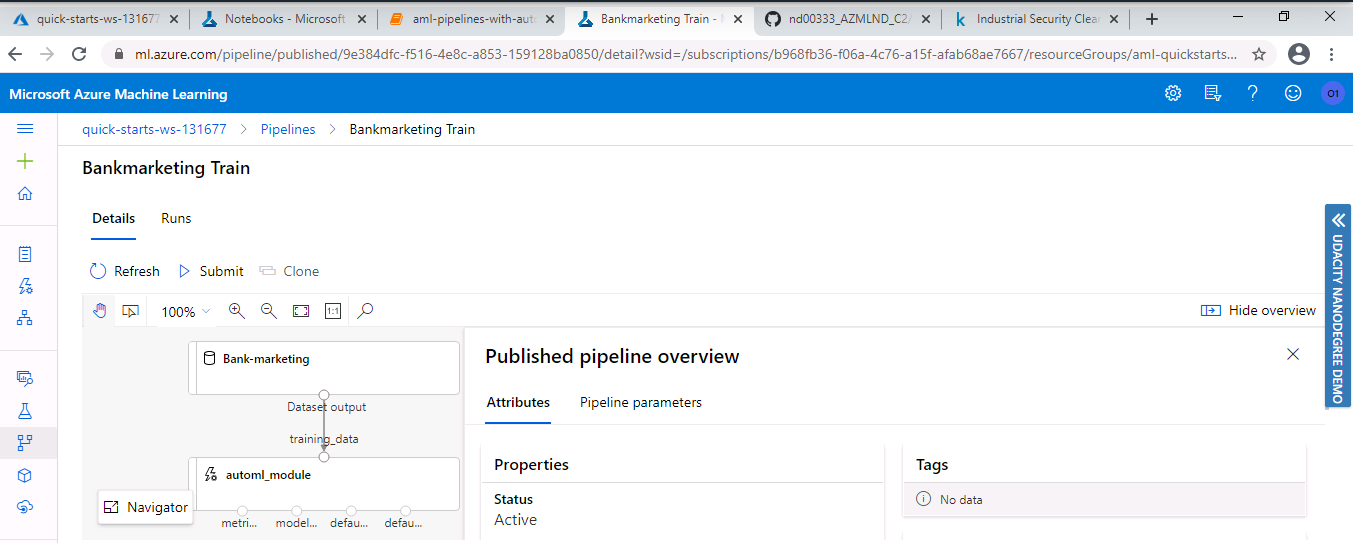 quick-starts-ws-131677
Notebooks - Microsoft
aml-pipelines-with-aut
Bankmarketing Train -
nd00333_AZMLND_C2
Industrial Security Clea
ml.azure.com/pipeline/published/9e384dfc-f516-4e8c-a853-159128ba0850/detail?wsid=/subscriptions/b968fb36-f06a-4c76-a15f-afab68ae7667/resourceGroups/aml-quickstarts...
Microsoft Azure Machine Learning
O1
quick-starts-ws-131677 > Pipelines > Bankmarketing Train
Bankmarketing Train
Details
Runs
Refresh
Submit
Clone
100%
1:1
Hide overview
Bank-marketing
Dataset output
training_data
automl_module
metri...
model...
defau...
defau...
Navigator
Published pipeline overview
Attributes
Pipeline parameters
Properties
Status
Active
Tags
No data
UDACITY NANODEGREE DEMO